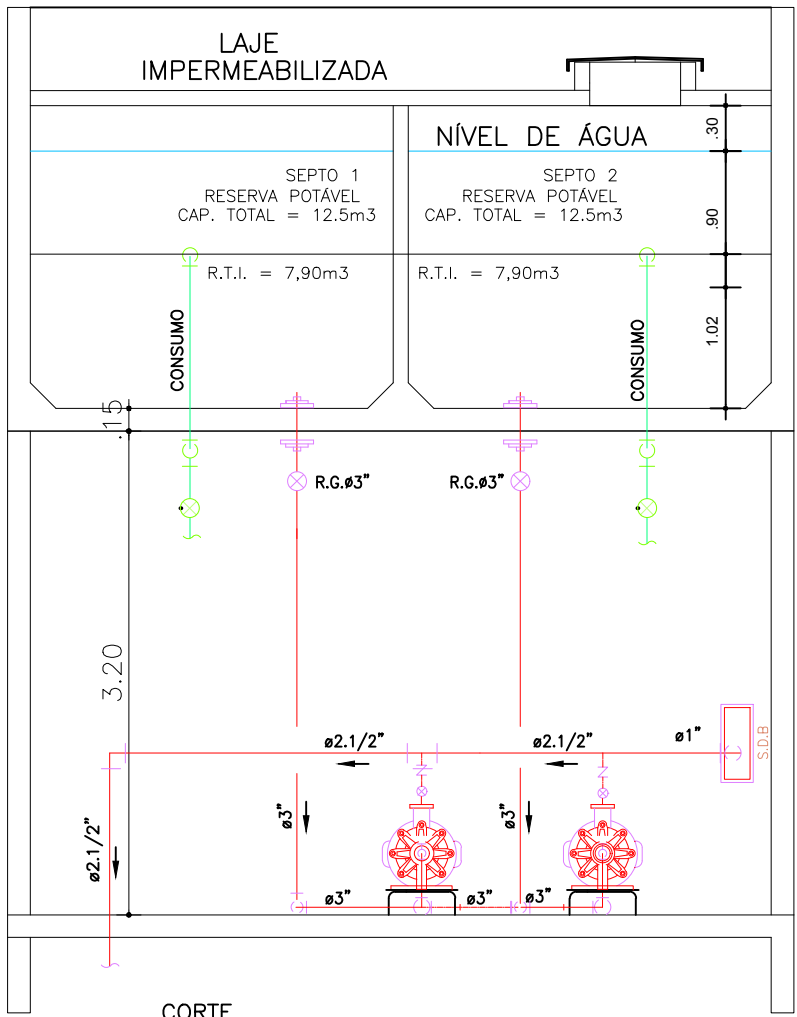 LAJE
IMPERMEABILIZADA
NÍVEL DE ÁGUA
.30
SEPTO 1
RESERVA POTÁVEL
CAP. TOTAL = 12.5m3
SEPTO 2
RESERVA POTÁVEL
CAP. TOTAL = 12.5m3
.90
R.T.I. = 7,90m3
R.T.I. = 7,90m3
CONSUMO
CONSUMO
1.02
.15
R.G.ø3"
R.G.ø3"
3.20
ø2.1/2"
ø2.1/2"
ø1"
S.D.B
ø3"
ø3"
ø2.1/2"
ø3"
ø3"
ø3"
CORTE